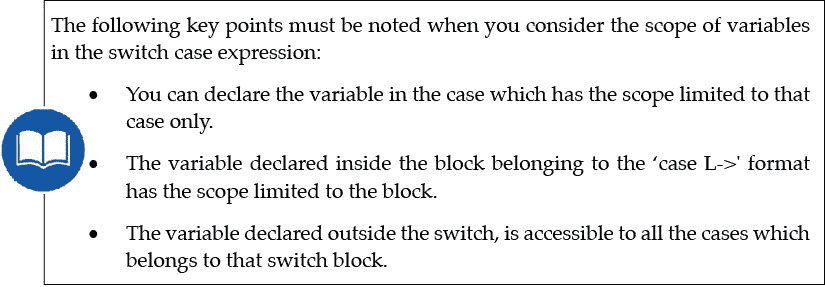 The following key points must be noted when you consider the scope of variables
in the switch case expression:
• You can declare the variable in the case which has the scope limited to that
case only.
• The variable declared inside the block belonging to the ‘case L->' format
has the scope limited to the block.
• The variable declared outside the switch, is accessible to all the cases which
belongs to that switch block.